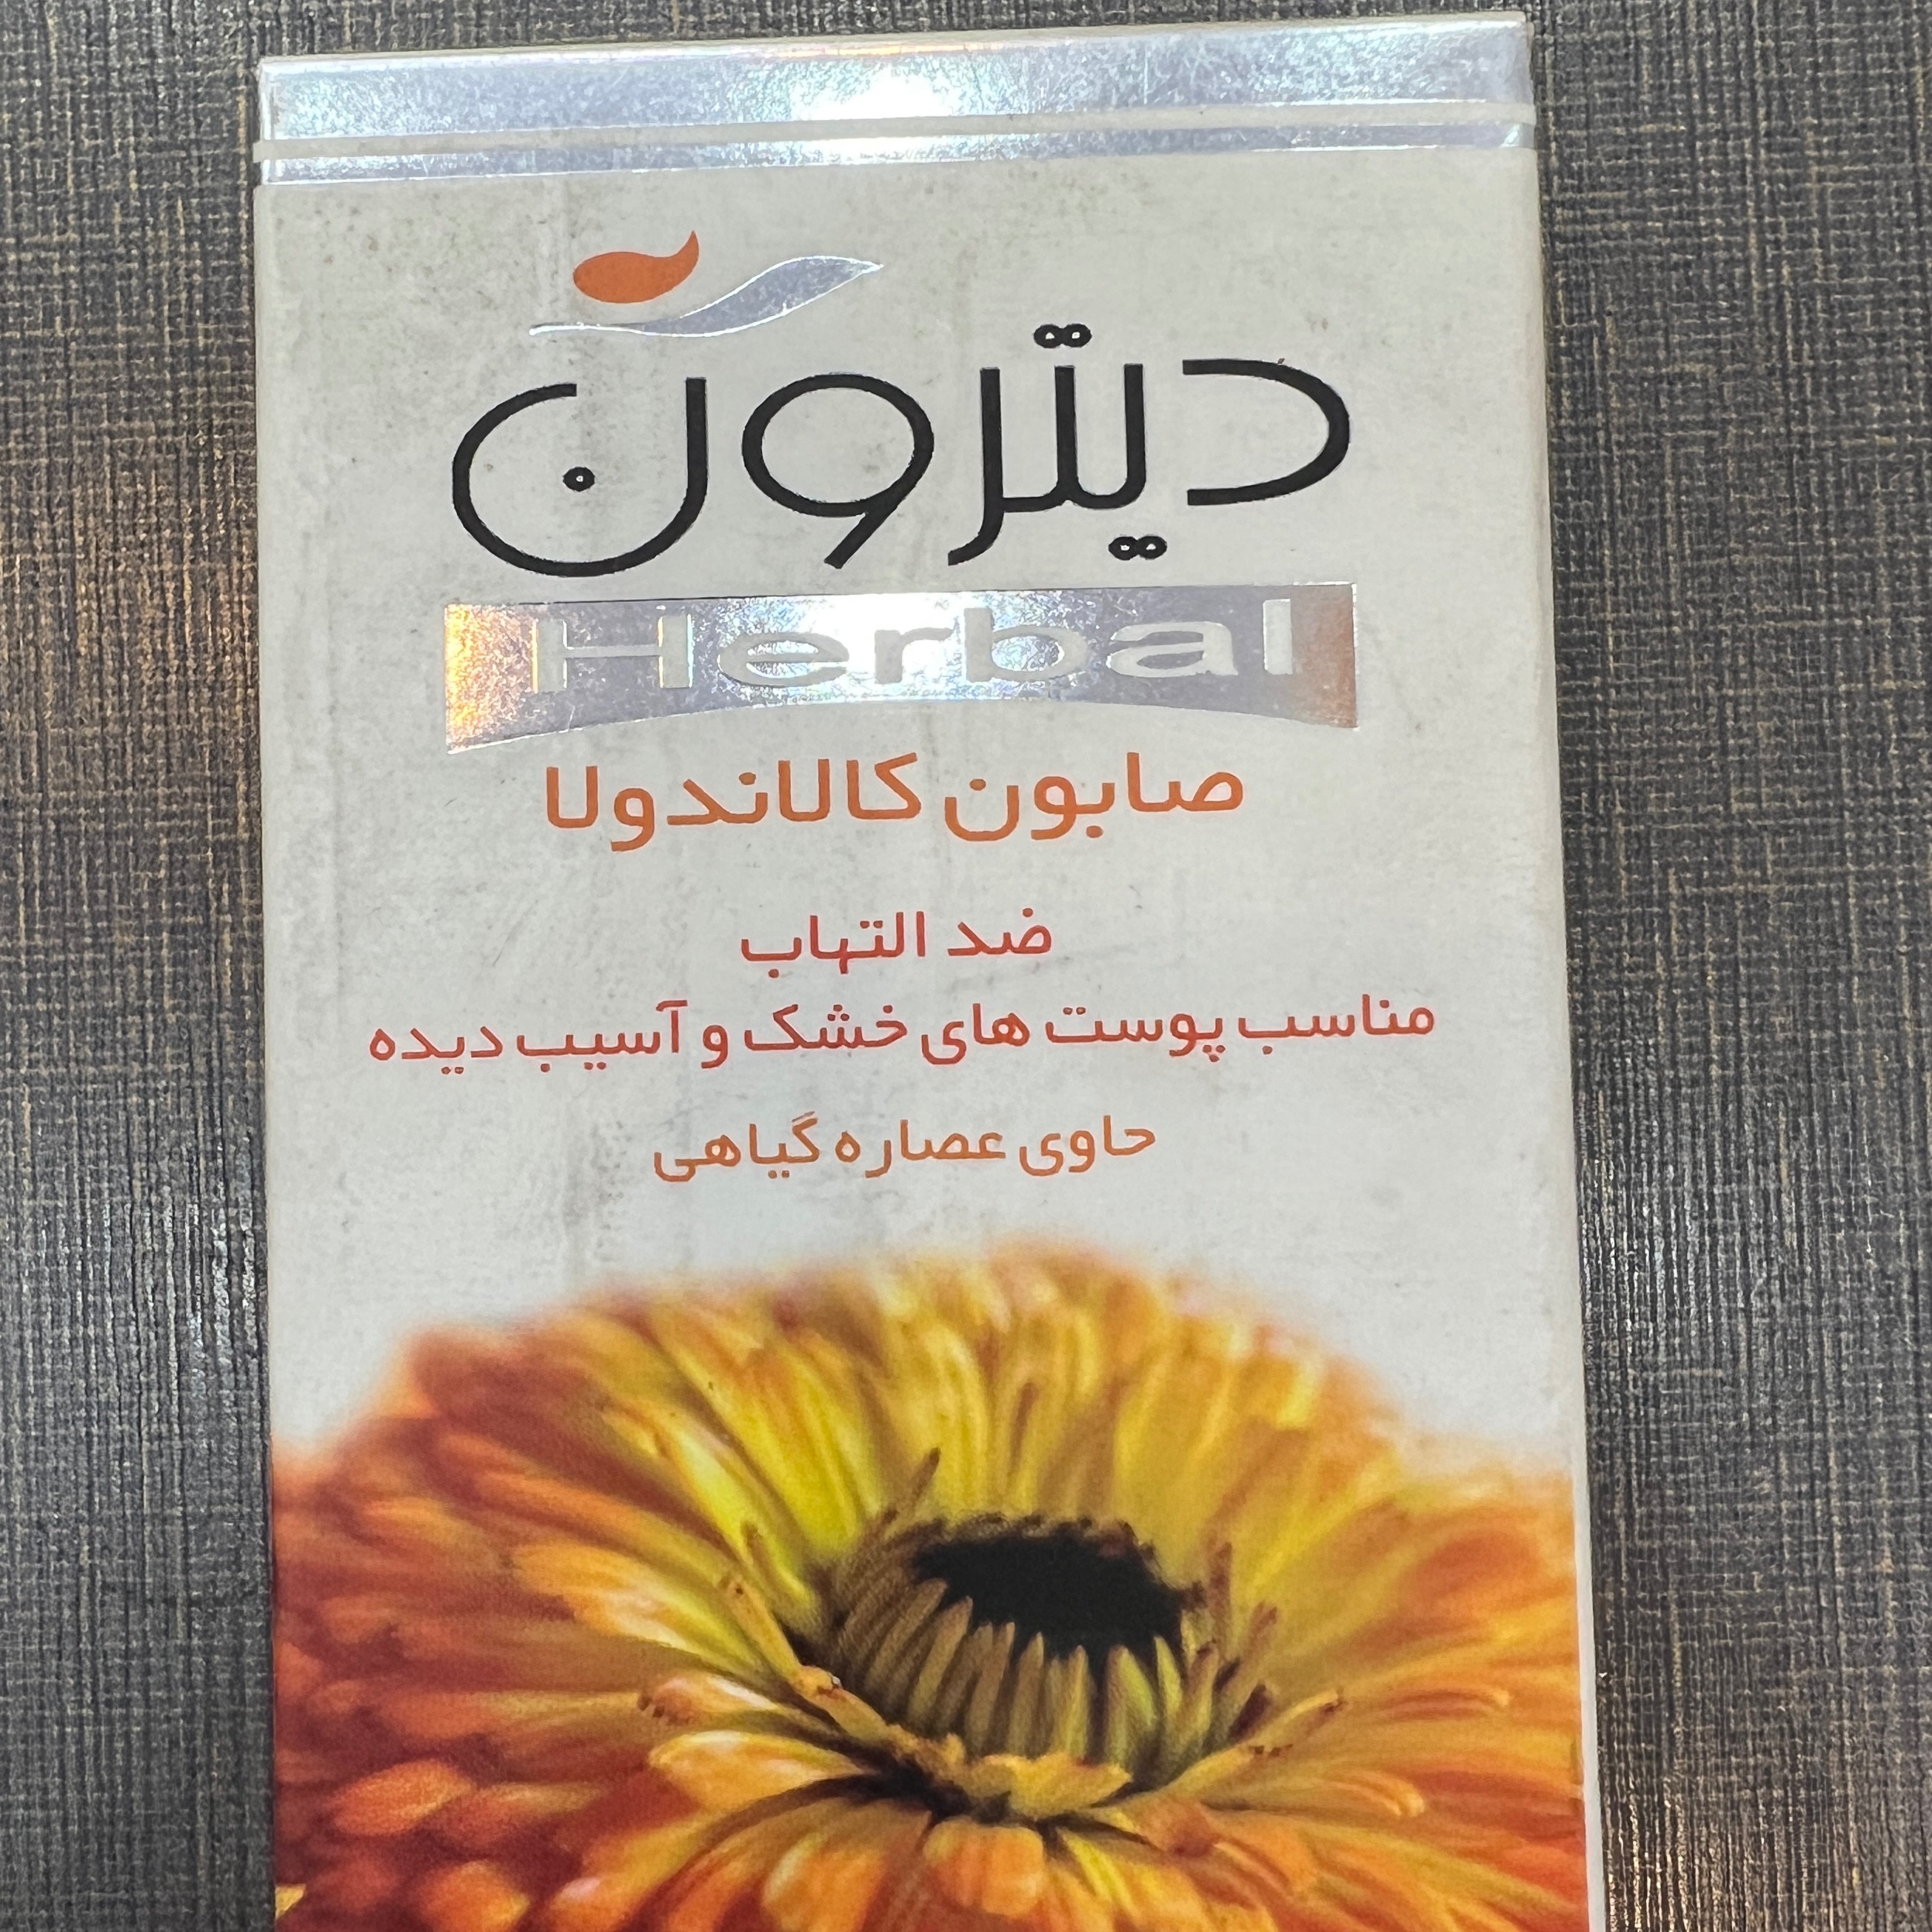 دیترون
Herbal
صابون کالاندولا
ضد التهاب
مناسب پوست های خشک و آسیب دیده
حاوی عصاره گیاهی